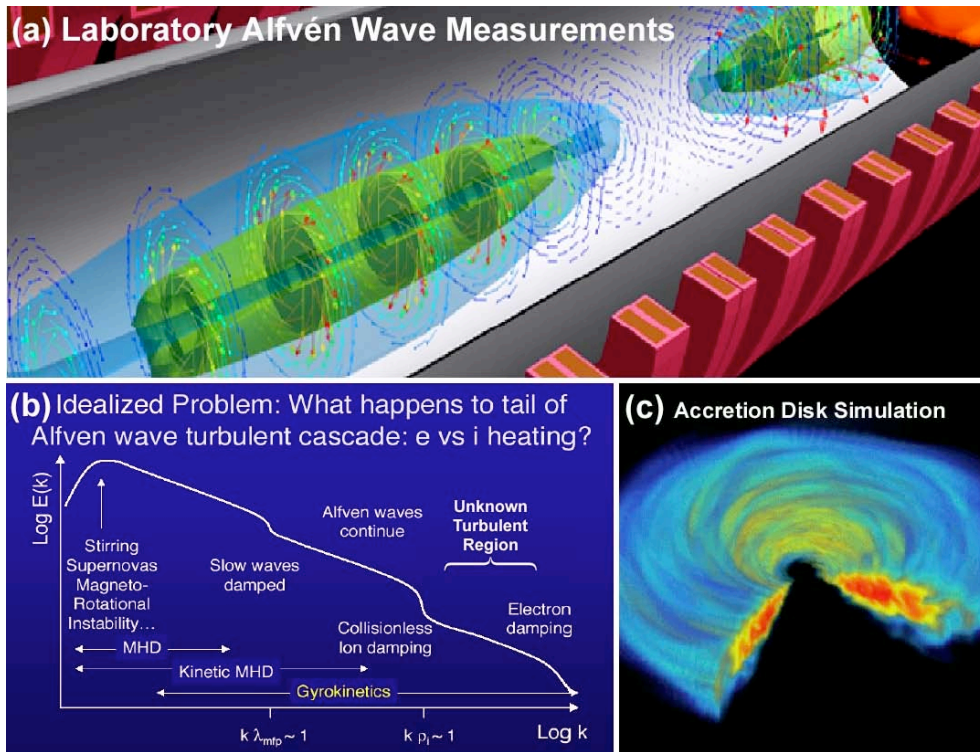 (a) Laboratory Alfvén Wave Measurements
(b) Idealized Problem: What happens to tail of
Alfven wave turbulent cascade: e vs i heating?
Log E(k)
Stirring
Supernovas
Magneto-
Rotational
Instability...
Slow waves
damped
Alfven waves
continue
Unknown
Turbulent
Region
Collisionless
Ion damping
Electron
damping
MHD
Kinetic MHD
Gyrokinetics
k λmfp ~ 1
k ρi ~ 1
Log k
(c) Accretion Disk Simulation